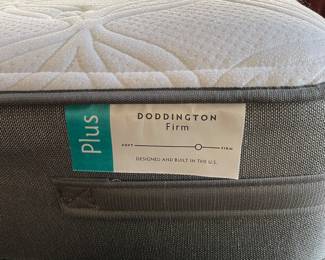 Plus
DODDINGTON
Firm
SOFT FIRM
DESIGNED AND BUILT IN THE U.S.